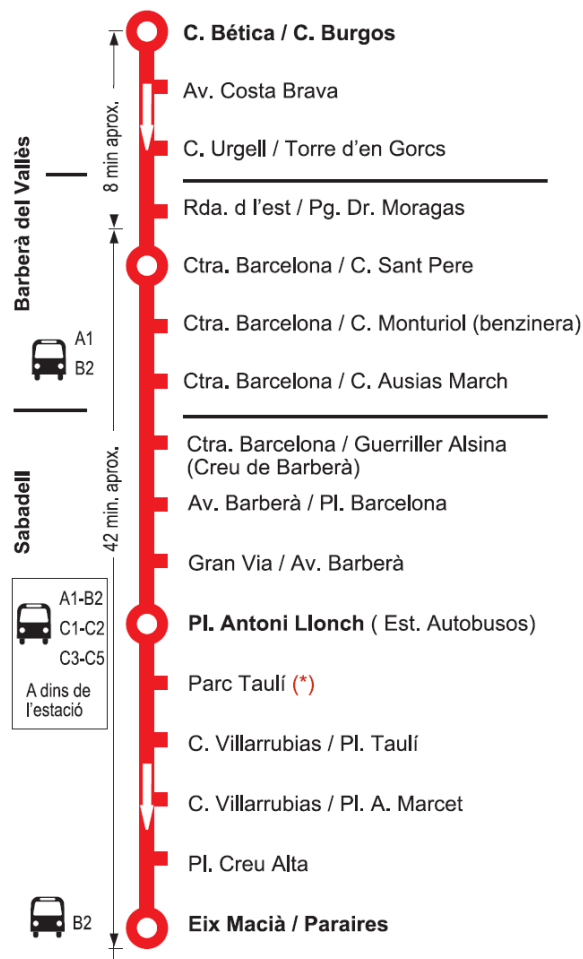 C. Bética / C. Burgos
Av. Costa Brava
C. Urgell / Torre d'en Gorcs
Rda. d l'est / Pg. Dr. Moragas
Ctra. Barcelona / C. Sant Pere
Ctra. Barcelona / C. Monturiol (benzinera)
Ctra. Barcelona / C. Ausias March
Ctra. Barcelona / Guerriller Alsina
(Creu de Barberà)
Av. Barberà / Pl. Barcelona
Gran Via / Av. Barberà
Pl. Antoni Llonch ( Est. Autobusos)
Parc Taulí (*)
C. Villarrubias / Pl. Taulí
C. Villarrubias / Pl. A. Marcet
Pl. Creu Alta
Eix Macià / Paraires
8 min aprox.
42 min. aprox.
Barberà del Vallès
A1
B2
Sabadell
A1-B2
C1-C2
C3-C5
A dins de
l'estació
B2